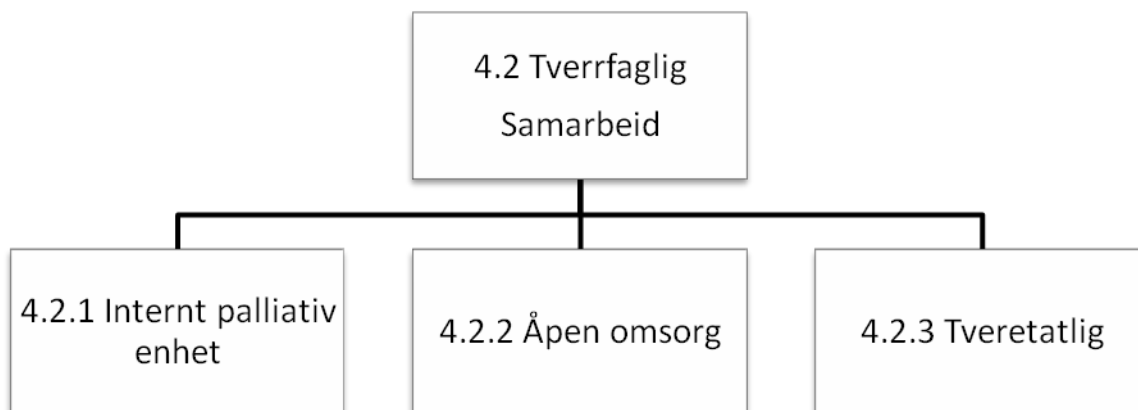 4.2 Tverrfaglig
Samarbeid
4.2.1 Internt palliativ
enhet
4.2.2 Åpen omsorg
4.2.3 Tveretatlig